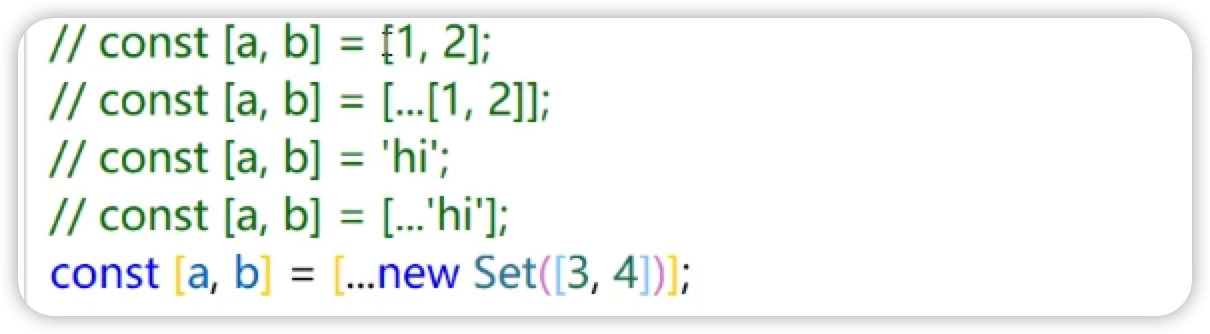 // const [a, b] = [1, 2];
// const [a, b] = [...[1, 2]];
// const [a, b] = 'hi';
// const [a, b] = [...'hi'];
const [a, b] = [...new Set([3, 4])];